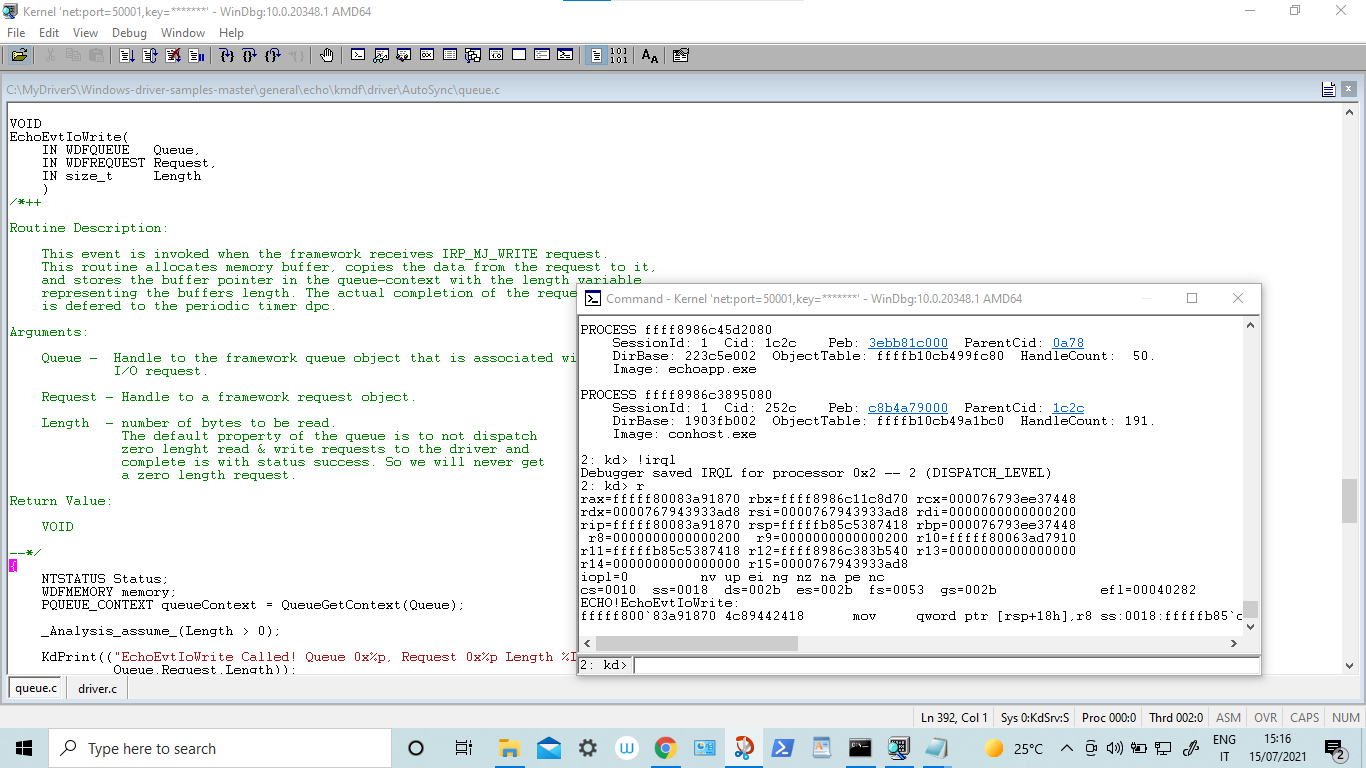 Kernel 'net:port=50001,key=*******' - WinDbg:10.0.20348.1 AMD64
File Edit View Debug Window Help
C:\MyDriverS\Windows-driver-samples-master\general\echo\kmdf\driver\AutoSync\queue.c
VOID
EchoEvtIoWrite(
IN WDFQUEUE Queue,
IN WDFREQUEST Request,
IN size_t Length
)
/*++
Routine Description:
This event is invoked when the framework receives IRP_MJ_WRITE request.
This routine allocates memory buffer, copies the data from the request to it,
and stores the buffer pointer in the queue-context with the length variable
representing the buffers length. The actual completion of the reque
is defered to the periodic timer dpc.
Arguments:
Queue - Handle to the framework queue object that is associated wi
I/O request.
Request - Handle to a framework request object.
Length - number of bytes to be read.
The default property of the queue is to not dispatch
zero lenght read & write requests to the driver and
complete is with status success. So we will never get
a zero length request.
Return Value:
VOID
--*/
{
NTSTATUS Status;
WDFMEMORY memory;
PQUEUE_CONTEXT queueContext = QueueGetContext(Queue);
_Analysis_assume_(Length > 0);
KdPrint(("EchoEvtIoWrite Called! Queue 0x%p, Request 0x%p Length %I
Queue,Request,Length));
queue.c driver.c
Command - Kernel 'net:port=50001,key=*******' - WinDbg:10.0.20348.1 AMD64
PROCESS ffff8986c45d2080
SessionId: 1 Cid: 1c2c Peb: 3ebb81c000 ParentCid: 0a78
DirBase: 223c5e002 ObjectTable: ffffb10cb499fc80 HandleCount: 50.
Image: echoapp.exe
PROCESS ffff8986c3895080
SessionId: 1 Cid: 252c Peb: c8b4a79000 ParentCid: 1c2c
DirBase: 1903fb002 ObjectTable: ffffb10cb49a1bc0 HandleCount: 191.
Image: conhost.exe
2: kd> !irql
Debugger saved IRQL for processor 0x2 -- 2 (DISPATCH_LEVEL)
2: kd> r
rax=fffff80083a91870 rbx=ffff8986c11c8d70 rcx=000076793ee37448
rdx=0000767943933ad8 rsi=0000767943933ad8 rdi=0000000000000200
rip=fffff80083a91870 rsp=fffffb85c5387418 rbp=000076793ee37448
r8=0000000000000200 r9=0000000000000200 r10=fffff80063ad7910
r11=fffffb85c5387418 r12=ffff8986c383b540 r13=0000000000000000
r14=0000000000000000 r15=0000767943933ad8
iopl=0 nv up ei ng nz na pe nc
cs=0010 ss=0018 ds=002b es=002b fs=0053 gs=002b efl=00040282
ECHO!EchoEvtIoWrite:
fffff800`83a91870 4c89442418 mov qword ptr [rsp+18h],r8 ss:0018:fffffb85`c
2: kd>
Ln 392, Col 1 Sys 0:KdSrv:S Proc 000:0 Thrd 002:0 ASM OVR CAPS NUM
Type here to search
25°C
ENG
IT
15:16
15/07/2021
2